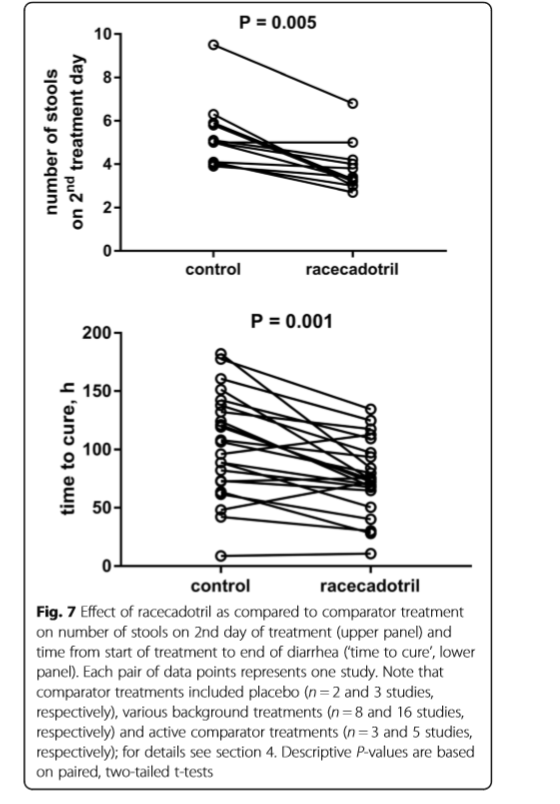 P = 0.005
10
8
6
4
2
0
number of stools
on 2nd treatment day
control racecadotril
P = 0.001
200
150
100
50
0
time to cure, h
control racecadotril
Fig. 7 Effect of racecadotril as compared to comparator treatment
on number of stools on 2nd day of treatment (upper panel) and
time from start of treatment to end of diarrhea (‘time to cure’, lower
panel). Each pair of data points represents one study. Note that
comparator treatments included placebo (n = 2 and 3 studies,
respectively), various background treatments (n = 8 and 16 studies,
respectively) and active comparator treatments (n = 3 and 5 studies,
respectively); for details see section 4. Descriptive P-values are based
on paired, two-tailed t-tests